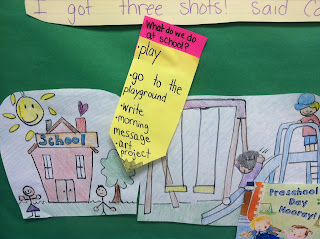 I got three shots! said
What do we do
at school?
•play
•go to the
playground
•write
•morning
message
•art
project
School
Preschool
Day
Hooray!